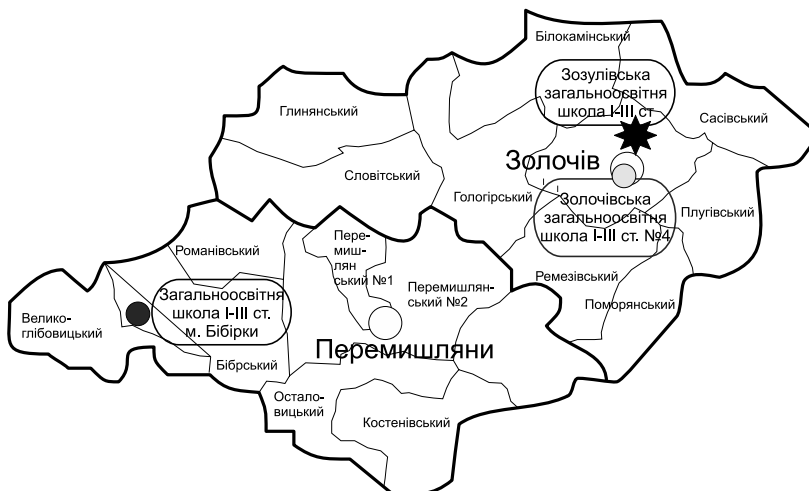 Білокамінський
Зозулівська
загальноосвітня
школа І-ІІІ ст
Глинянський
Сасівський
Золочів
Словітський
Гологірський
Золочівська
загальноосвітня
школа І-ІІІ ст. №4
Плугівський
Романівський
Пере-
миш-
лян
ський №1
Перемишлян-
ський №2
Ремезівський
Поморянський
Загальноосвітня
школа І-ІІІ ст.
м. Бібірки
Велико-
глібовицький
Перемишляни
Бібрський
Остало-
вицький
Костенівський